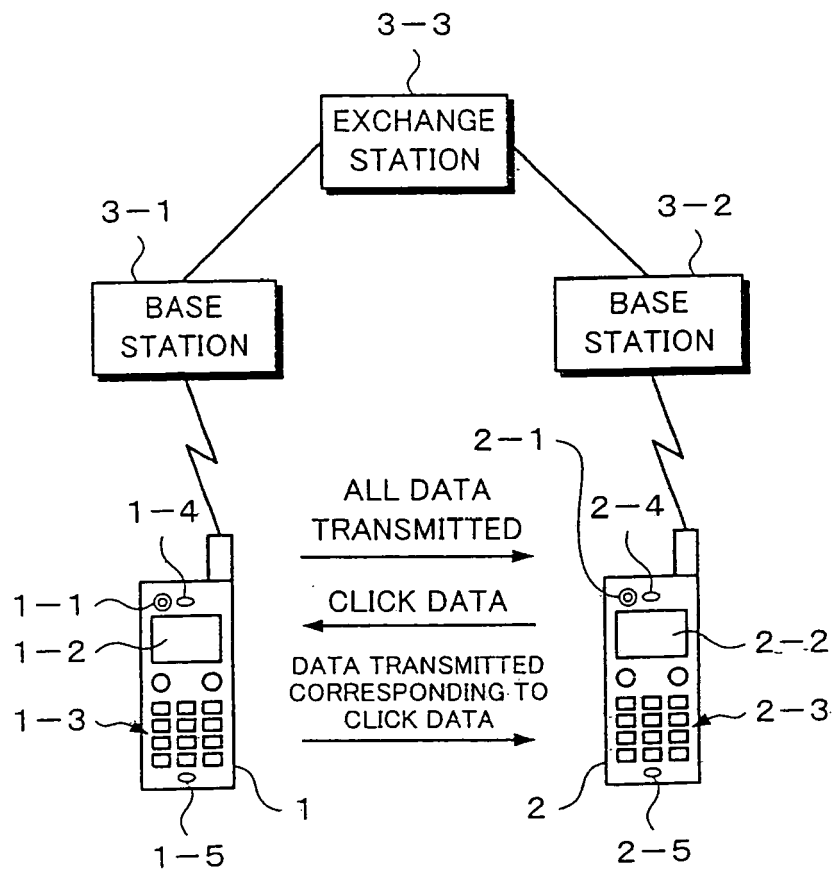 3-3
EXCHANGE
STATION
3-1
3-2
BASE
STATION
BASE
STATION
2-1
ALL DATA
TRANSMITTED
1-4
2-4
1-1
CLICK DATA
1-2
2-2
DATA TRANSMITTED
CORRESPONDING TO
CLICK DATA
1-3
2-3
1
2
1-5
2-5